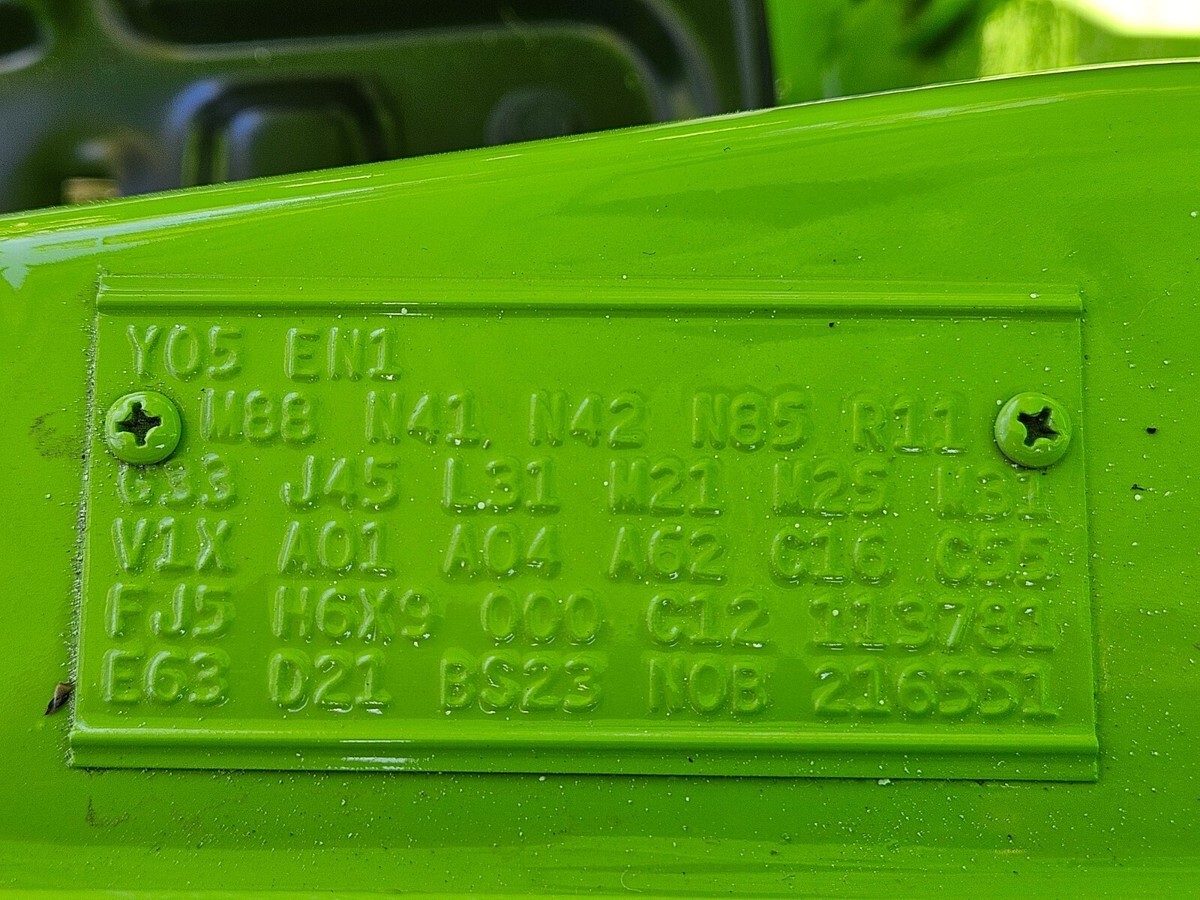 Y05 EN1
M88 N41 N42 N85 R11
G33 J45 L31 M21 M25 M31
V1X A01 A04 A62 C16 C55
FJ5 H6X9 000 C12 113781
E63 D21 BS23 N0B 216551